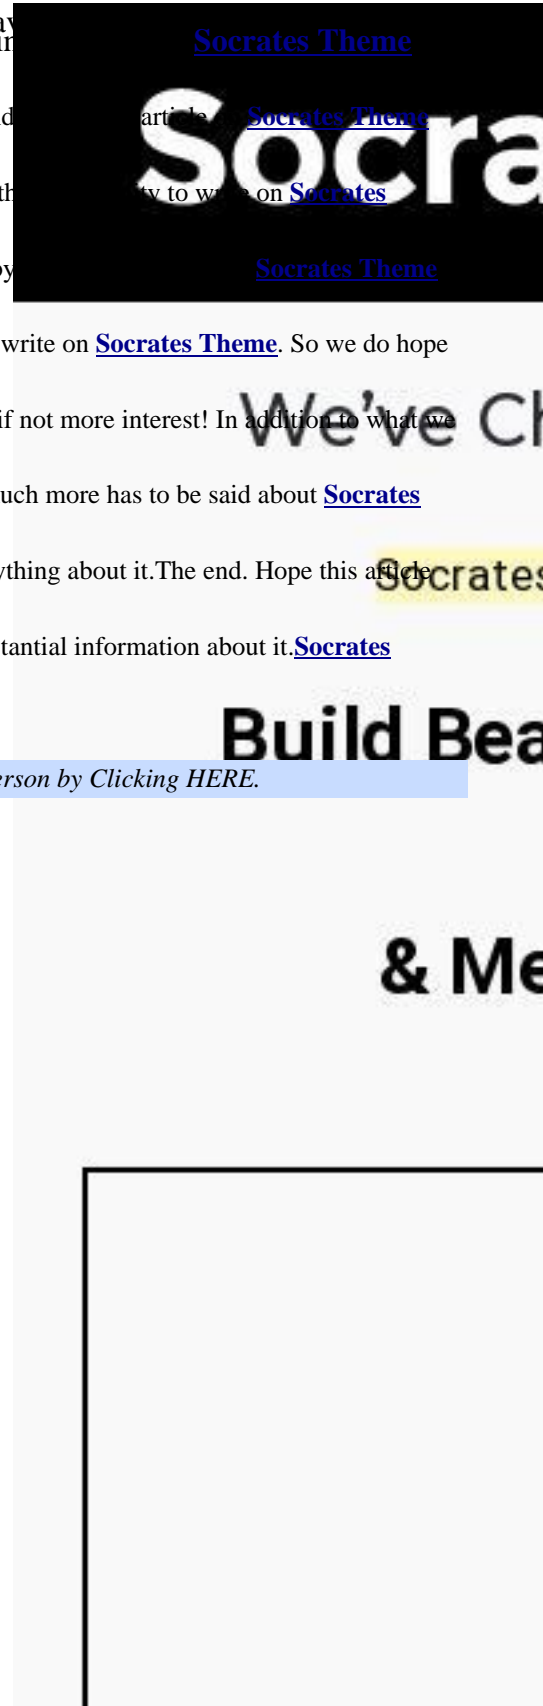 Socrates Theme
article
Socrates Theme
Socra
to
on Socrates
Socrates Theme
write on Socrates Theme. So we do hope
if not more interest! In addition to what we
We've Ch
uch more has to be said about Socrates
ything about it.The end. Hope this article
Socrates
tantial information about it.Socrates
Build Bea
erson by Clicking HERE.
& Me